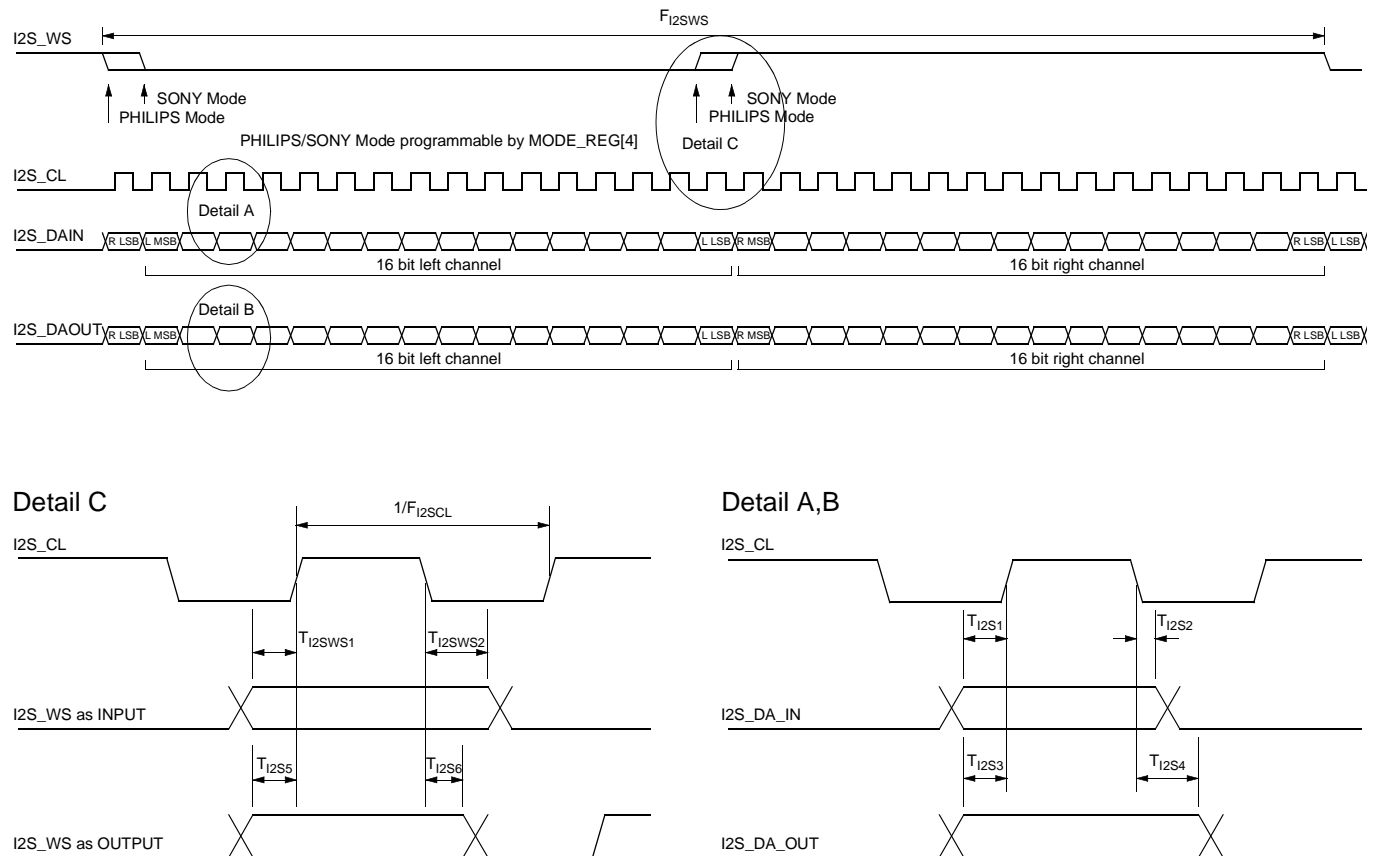 F_I2SWS
I2S_WS
SONY Mode
PHILIPS Mode
SONY Mode
PHILIPS Mode
PHILIPS/SONY Mode programmable by MODE_REG[4]
Detail C
I2S_CL
Detail A
I2S_DAIN
R LSB L MSB L LSB R MSB R LSB L LSB
16 bit left channel
16 bit right channel
Detail B
I2S_DAOUT
R LSB L MSB L LSB R MSB R LSB L LSB
16 bit left channel
16 bit right channel
Detail C
1/F_I2SCL
I2S_CL
T_I2SWS1
T_I2SWS2
I2S_WS as INPUT
T_I2S5
T_I2S6
I2S_WS as OUTPUT
Detail A,B
I2S_CL
T_I2S1
T_I2S2
I2S_DA_IN
T_I2S3
T_I2S4
I2S_DA_OUT